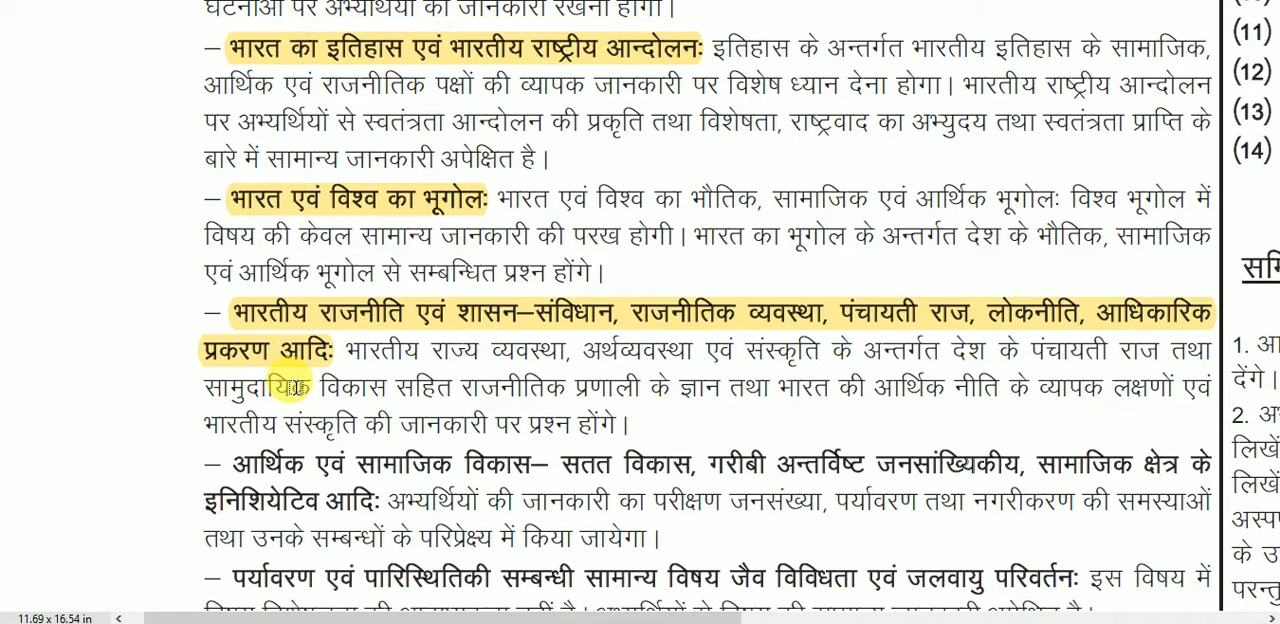 घटनाओं पर अभ्यर्थियों को जानकारी रखनी होगी।
– भारत का इतिहास एवं भारतीय राष्ट्रीय आन्दोलनः इतिहास के अन्तर्गत भारतीय इतिहास के सामाजिक,
आर्थिक एवं राजनीतिक पक्षों की व्यापक जानकारी पर विशेष ध्यान देना होगा। भारतीय राष्ट्रीय आन्दोलन
पर अभ्यर्थियों से स्वतंत्रता आन्दोलन की प्रकृति तथा विशेषता, राष्ट्रवाद का अभ्युदय तथा स्वतंत्रता प्राप्ति के
बारे में सामान्य जानकारी अपेक्षित है।
– भारत एवं विश्व का भूगोलः भारत एवं विश्व का भौतिक, सामाजिक एवं आर्थिक भूगोलः विश्व भूगोल में
विषय की केवल सामान्य जानकारी की परख होगी। भारत का भूगोल के अन्तर्गत देश के भौतिक, सामाजिक
एवं आर्थिक भूगोल से सम्बन्धित प्रश्न होंगे।
– भारतीय राजनीति एवं शासन–संविधान, राजनीतिक व्यवस्था, पंचायती राज, लोकनीति, आधिकारिक
प्रकरण आदिः भारतीय राज्य व्यवस्था, अर्थव्यवस्था एवं संस्कृति के अन्तर्गत देश के पंचायती राज तथा
सामुदायिक विकास सहित राजनीतिक प्रणाली के ज्ञान तथा भारत की आर्थिक नीति के व्यापक लक्षणों एवं
भारतीय संस्कृति की जानकारी पर प्रश्न होंगे।
– आर्थिक एवं सामाजिक विकास– सतत विकास, गरीबी अन्तर्विष्ट जनसांख्यिकीय, सामाजिक क्षेत्र के
इनिशियेटिव आदिः अभ्यर्थियों की जानकारी का परीक्षण जनसंख्या, पर्यावरण तथा नगरीकरण की समस्याओं
तथा उनके सम्बन्धों के परिप्रेक्ष्य में किया जायेगा।
– पर्यावरण एवं पारिस्थितिकी सम्बन्धी सामान्य विषय जैव विविधता एवं जलवायु परिवर्तनः इस विषय में
(11)
(12)
(13)
(14)
1.
देंगे।
2.
लिखें
के
11.69 x 16.54 in